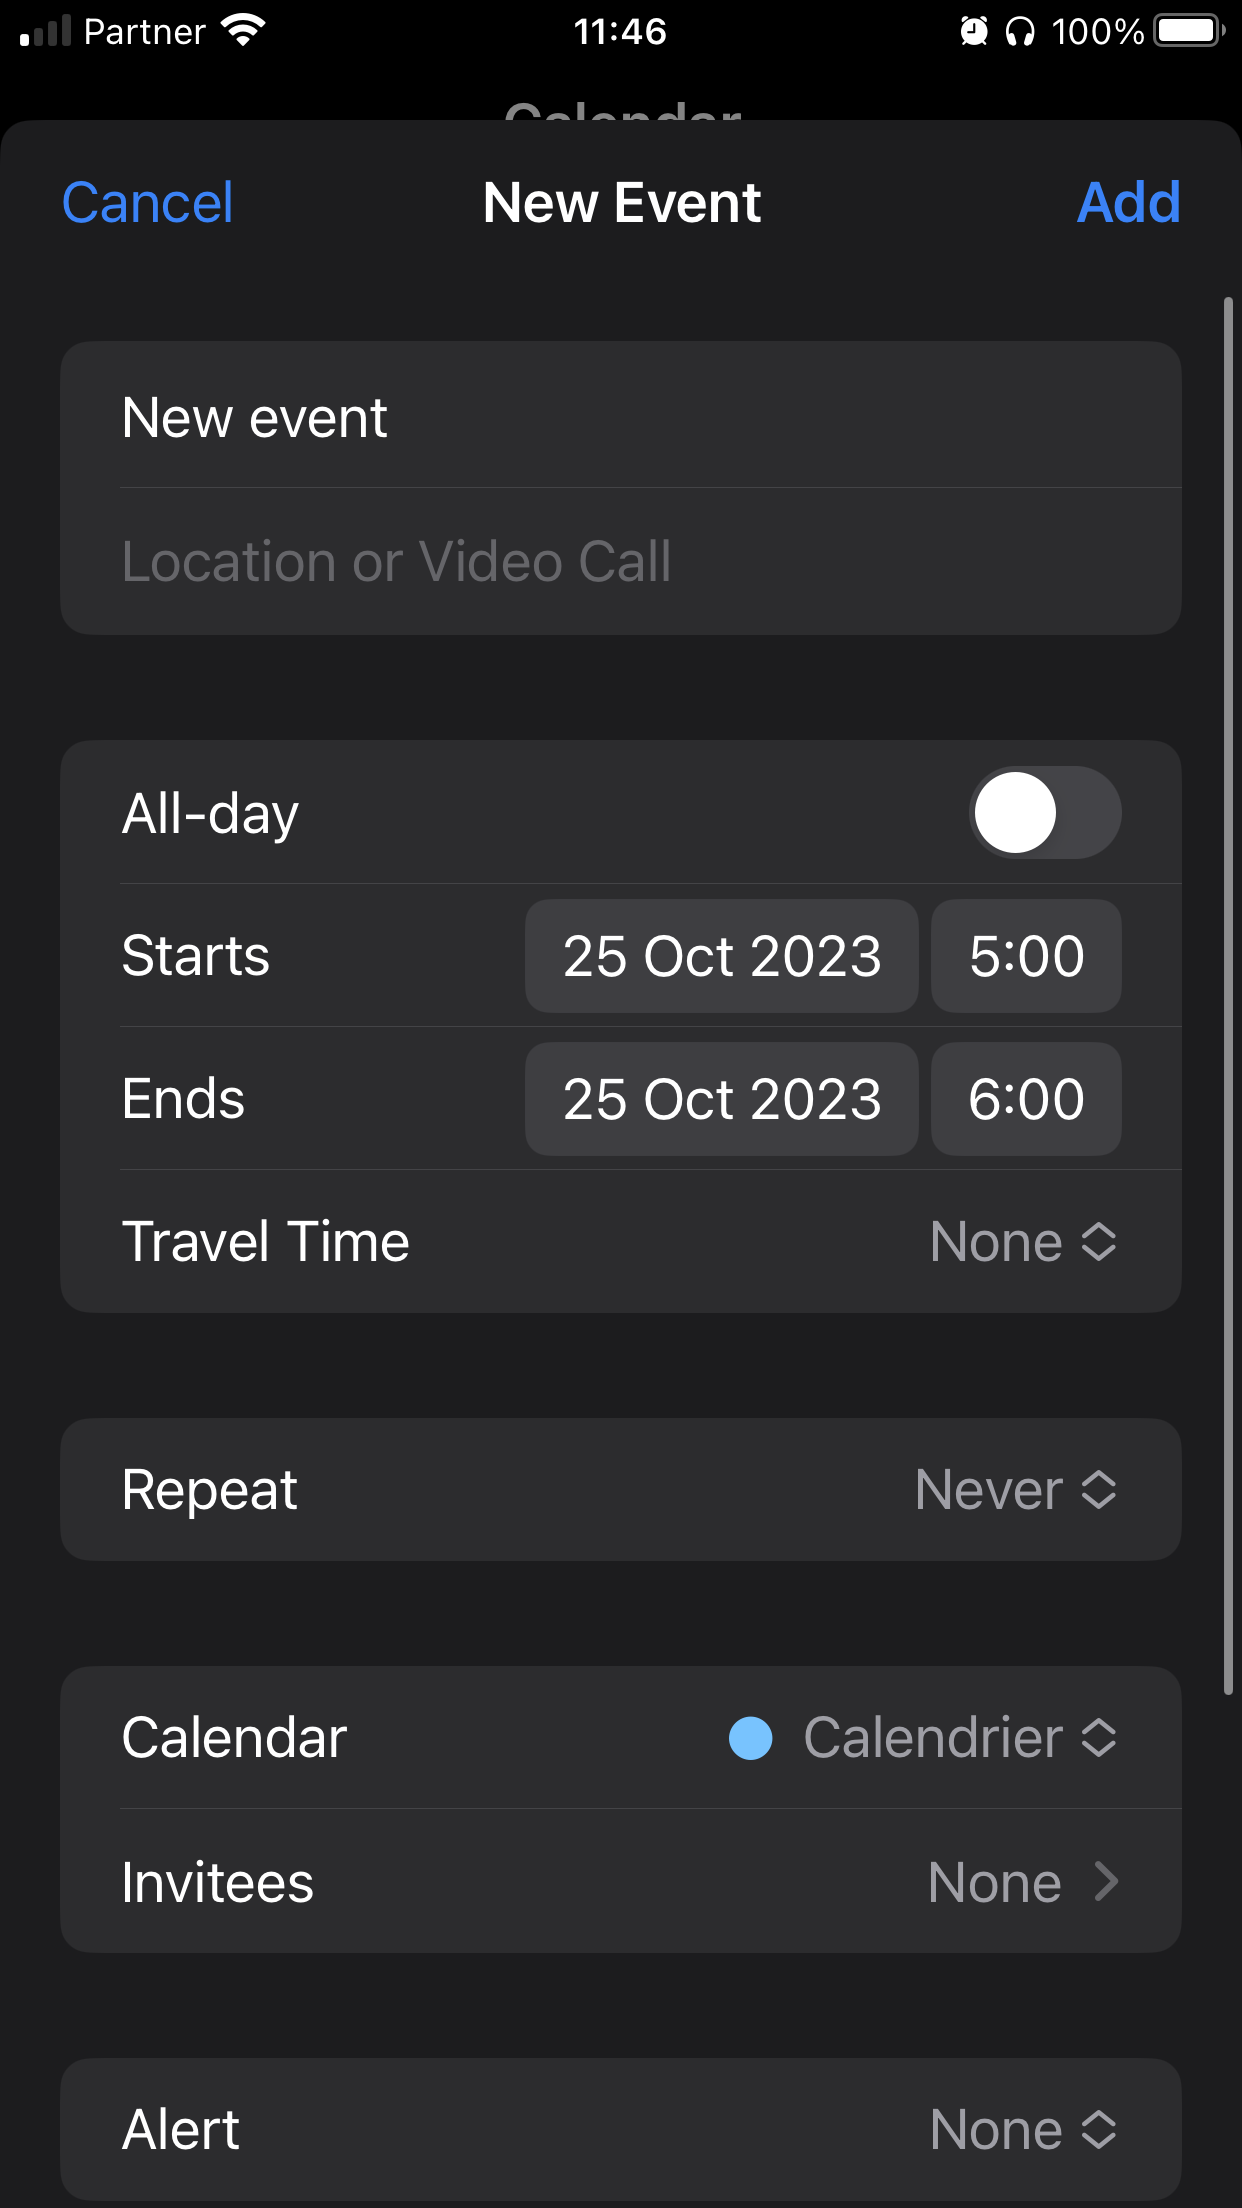 Partner 11:46 100%
Calendar
Cancel New Event Add
New event
Location or Video Call
All-day
Starts 25 Oct 2023 5:00
Ends 25 Oct 2023 6:00
Travel Time None
Repeat Never
Calendar Calendrier
Invitees None
Alert None